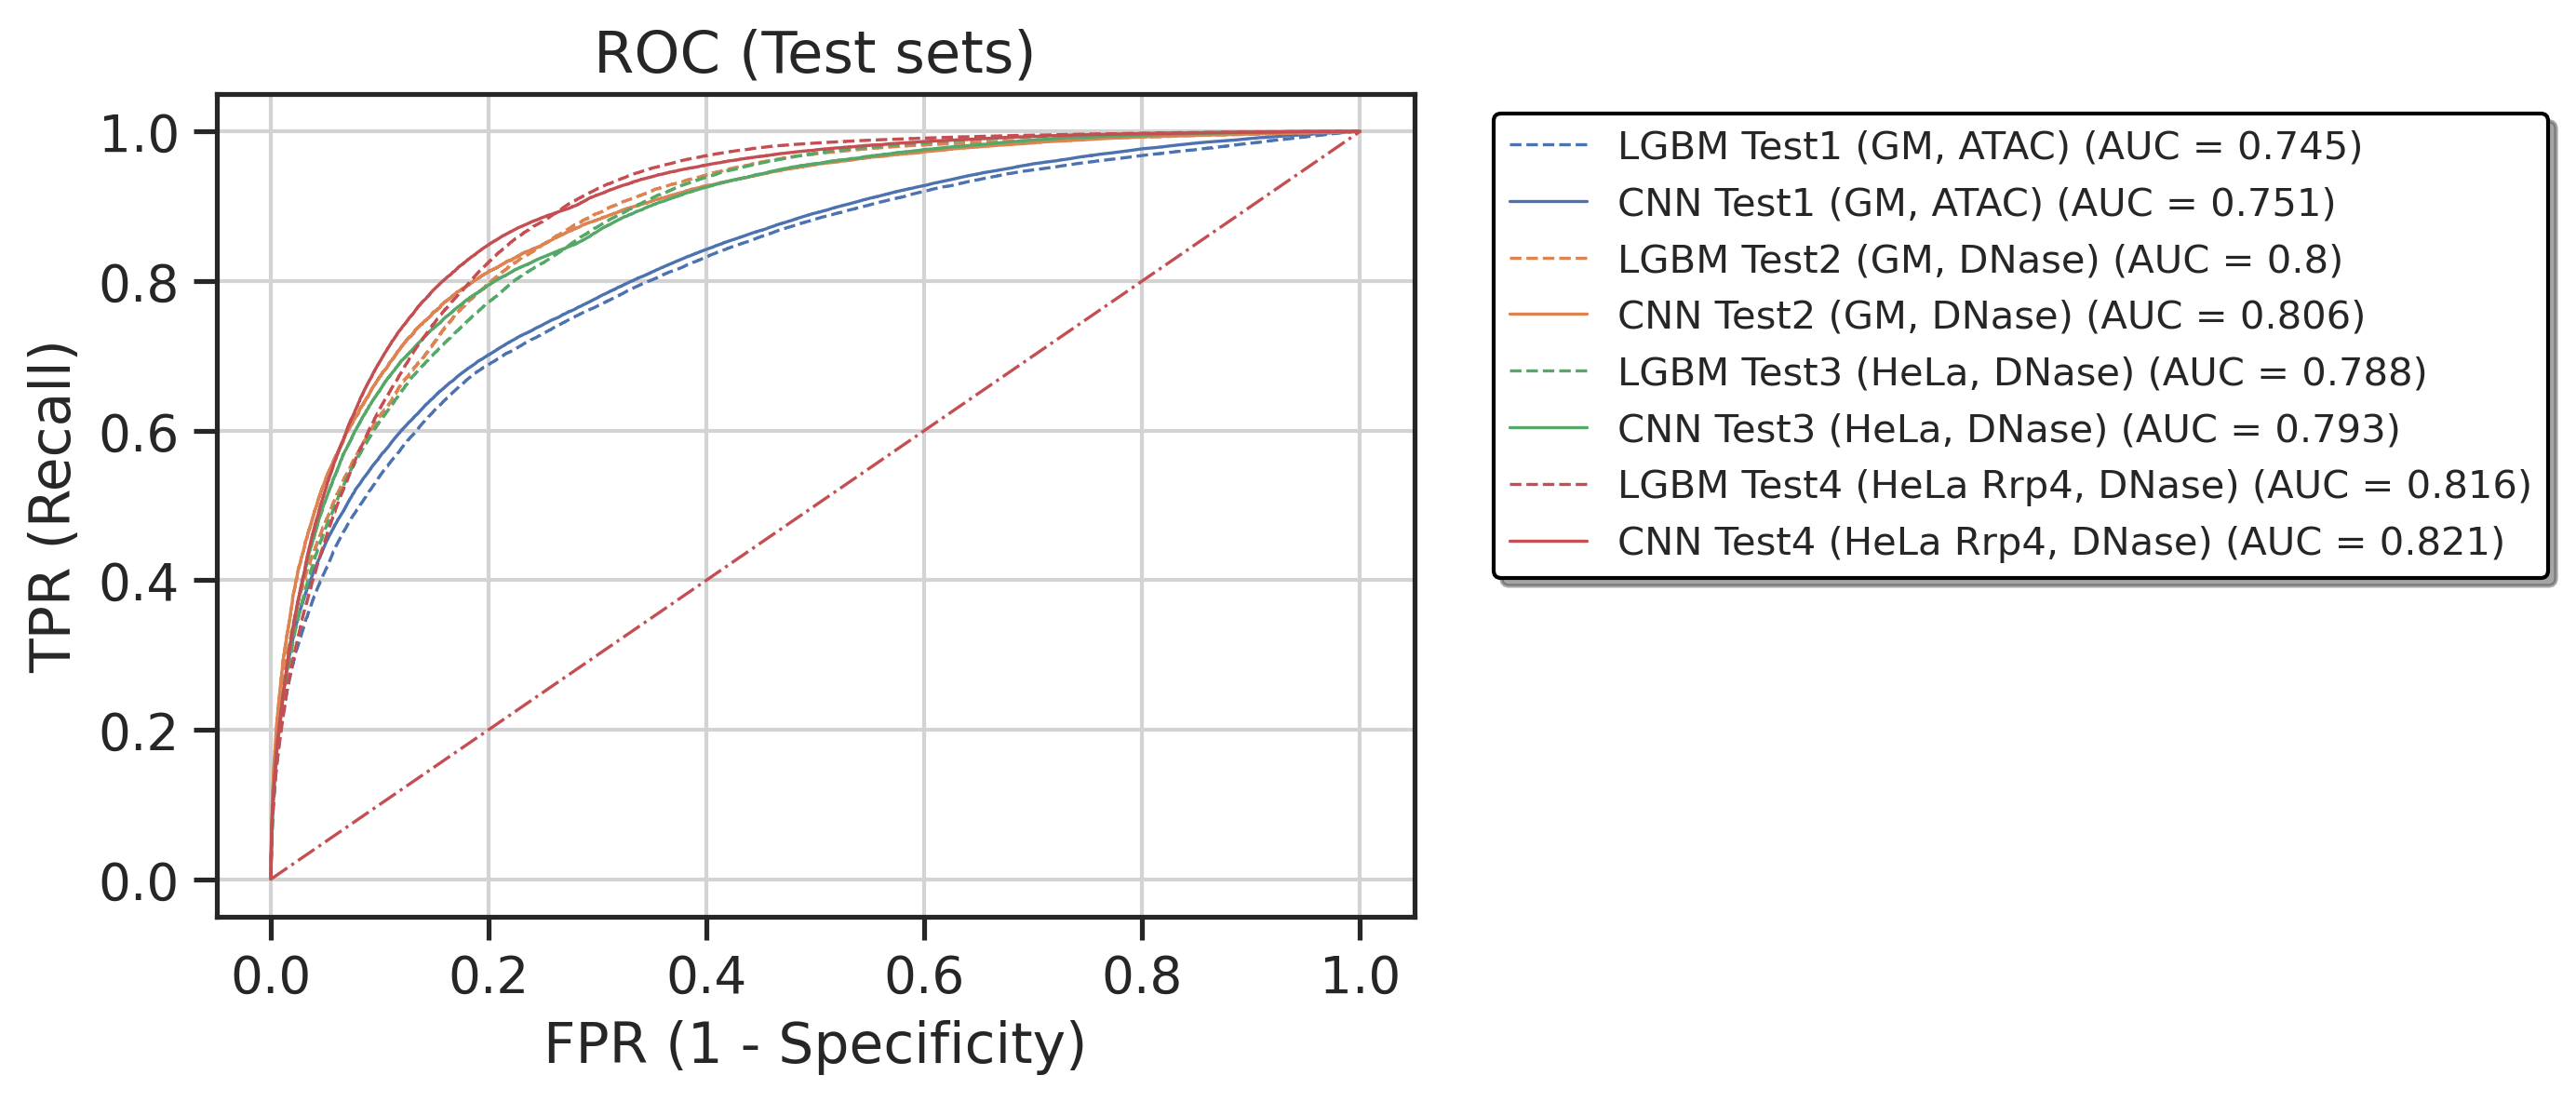 ROC (Test sets)
TPR (Recall)
1.0
0.8
0.6
0.4
0.2
0.0
0.0 0.2 0.4 0.6 0.8 1.0
FPR (1 - Specificity)
LGBM Test1 (GM, ATAC) (AUC = 0.745)
CNN Test1 (GM, ATAC) (AUC = 0.751)
LGBM Test2 (GM, DNase) (AUC = 0.8)
CNN Test2 (GM, DNase) (AUC = 0.806)
LGBM Test3 (HeLa, DNase) (AUC = 0.788)
CNN Test3 (HeLa, DNase) (AUC = 0.793)
LGBM Test4 (HeLa Rrp4, DNase) (AUC = 0.816)
CNN Test4 (HeLa Rrp4, DNase) (AUC = 0.821)